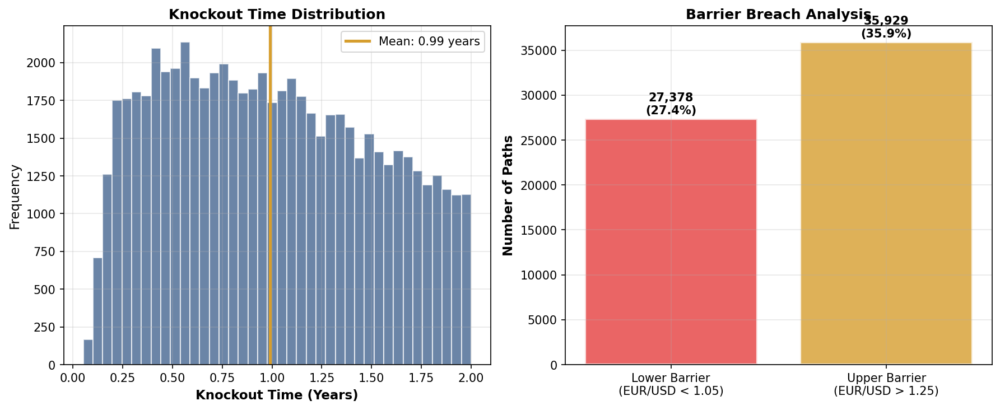 Knockout Time Distribution
Mean: 0.99 years
Frequency
2000
1750
1500
1250
1000
750
500
250
0
0.00 0.25 0.50 0.75 1.00 1.25 1.50 1.75 2.00
Knockout Time (Years)
Barrier Breach Analysis
35,929
(35.9%)
27,378
(27.4%)
Number of Paths
35000
30000
25000
20000
15000
10000
5000
0
Lower Barrier
(EUR/USD < 1.05)
Upper Barrier
(EUR/USD > 1.25)